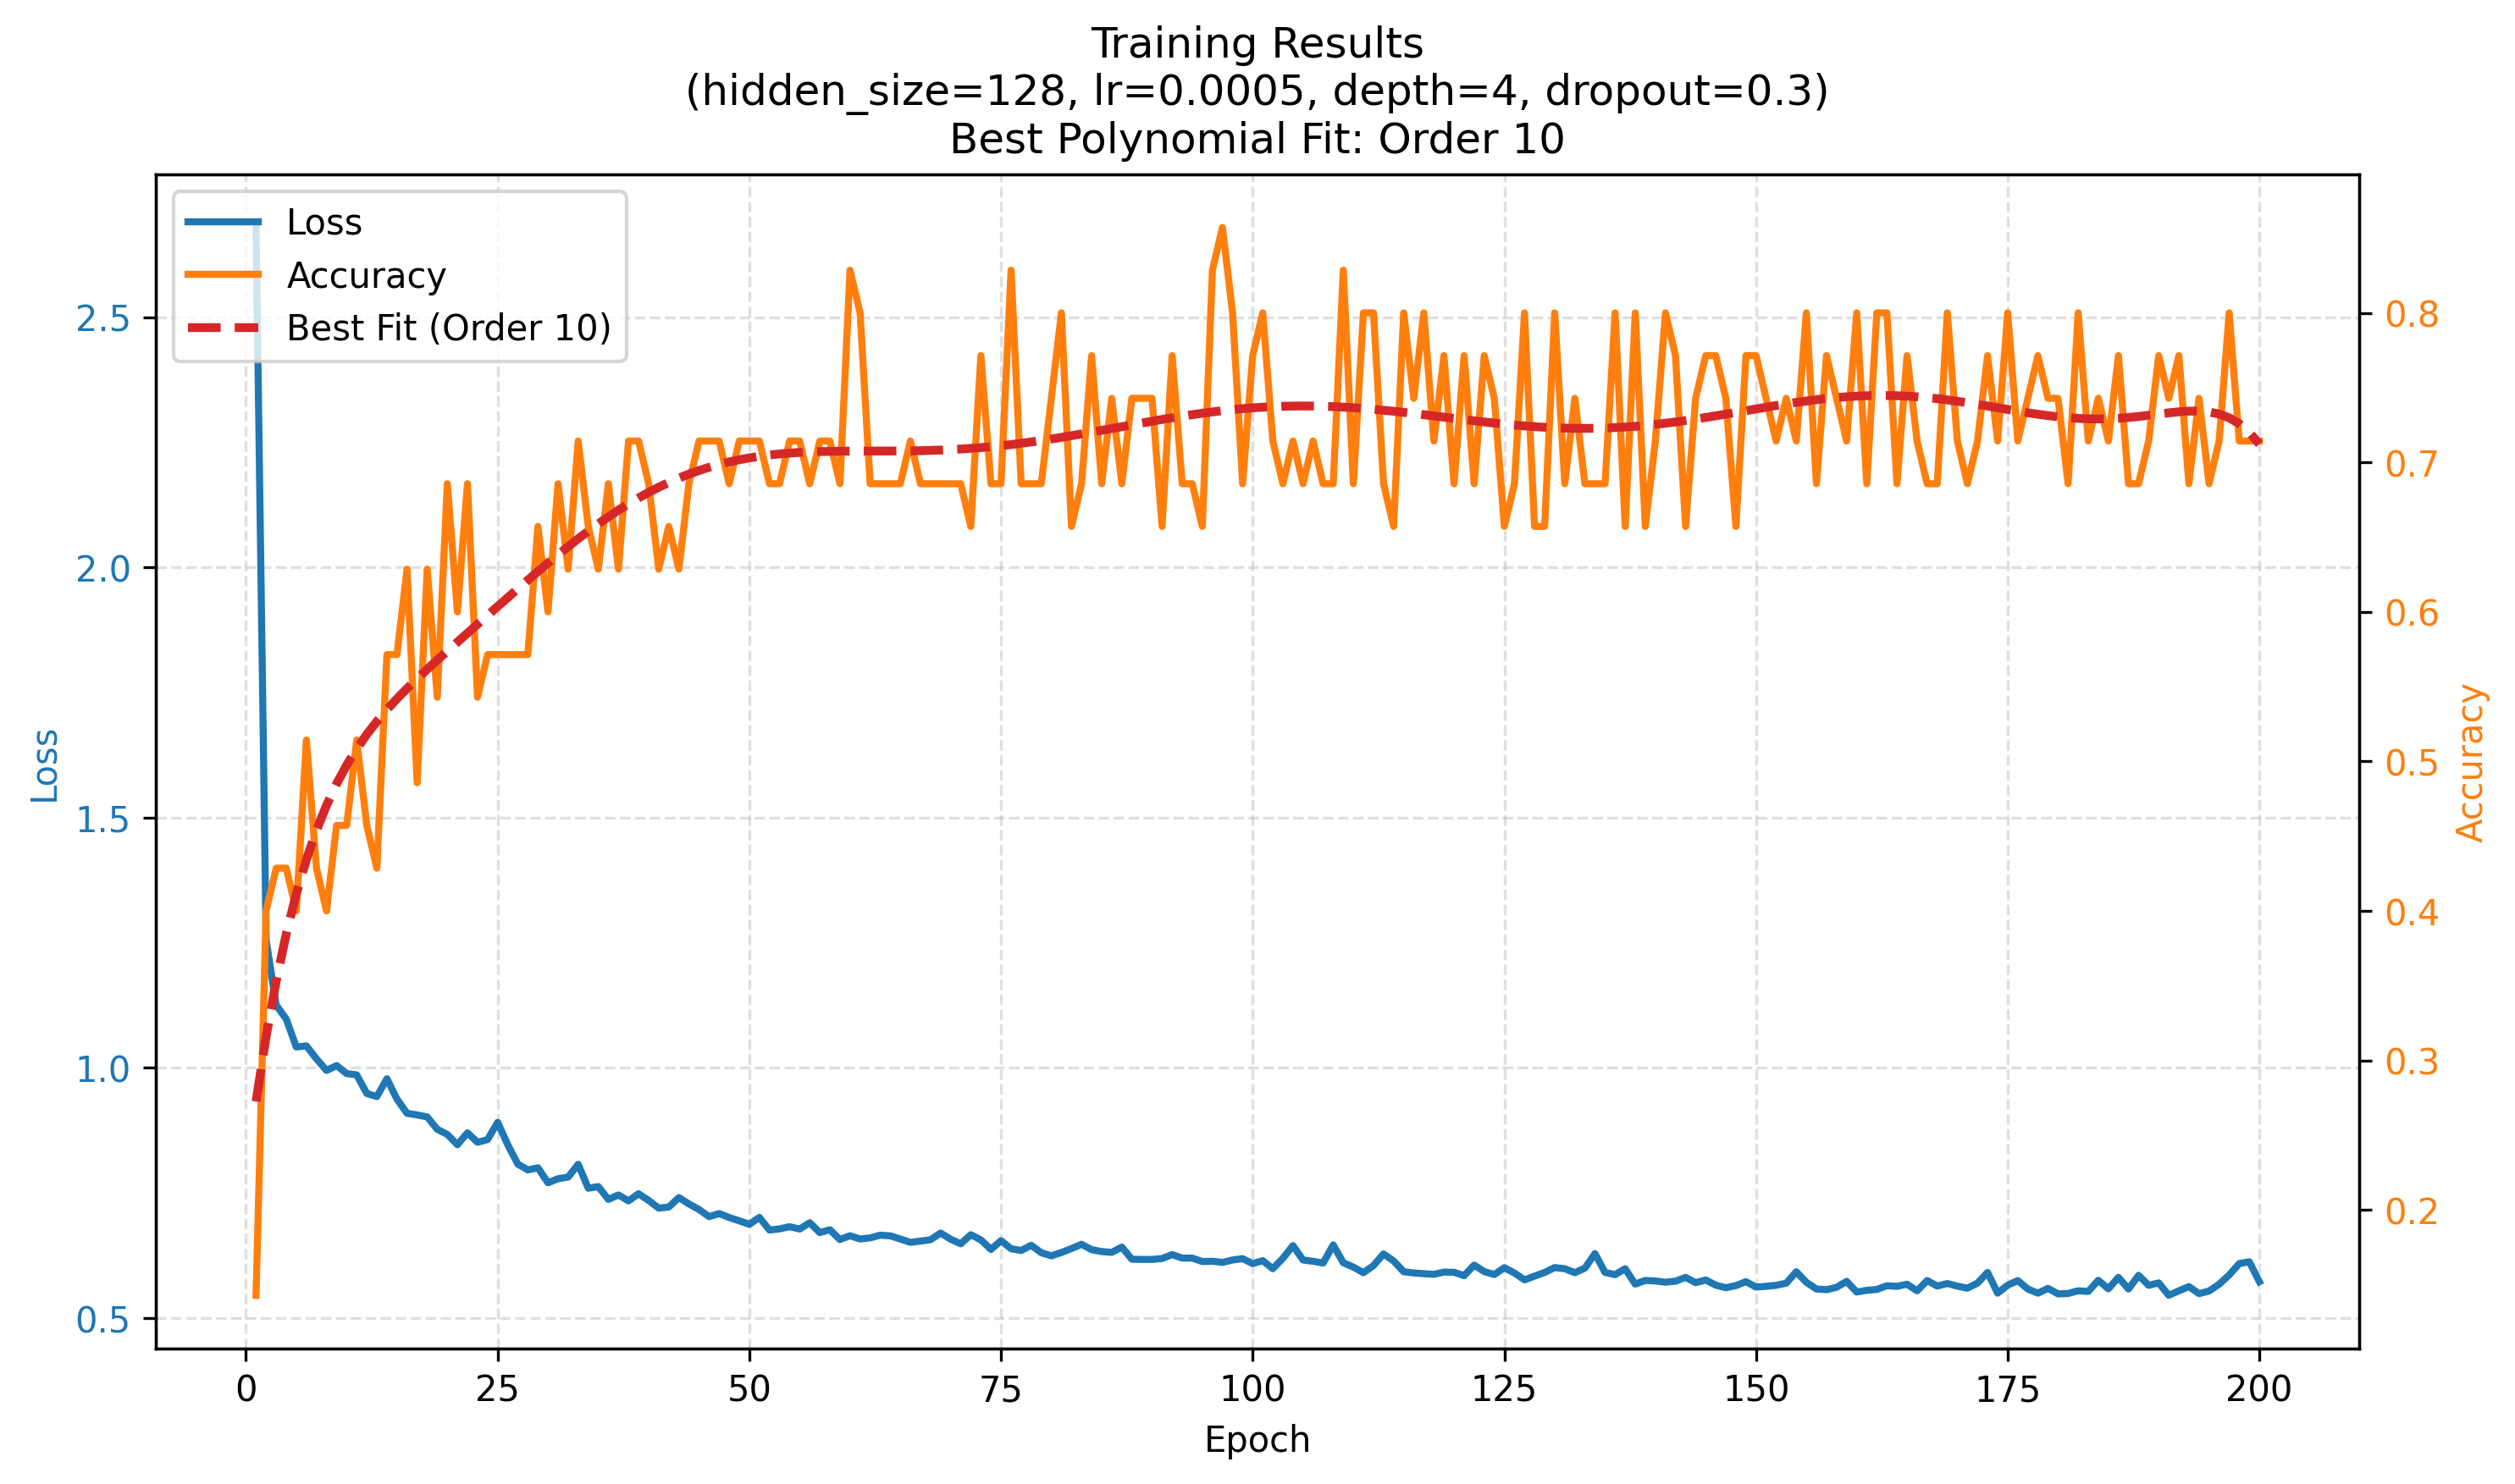 Training Results
(hidden_size=128, lr=0.0005, depth=4, dropout=0.3)
Best Polynomial Fit: Order 10
Loss
Accuracy
Best Fit (Order 10)
2.5
2.0
1.5
1.0
0.5
Loss
0.8
0.7
0.6
0.5
0.4
0.3
0.2
Accuracy
0 25 50 75 100 125 150 175 200
Epoch